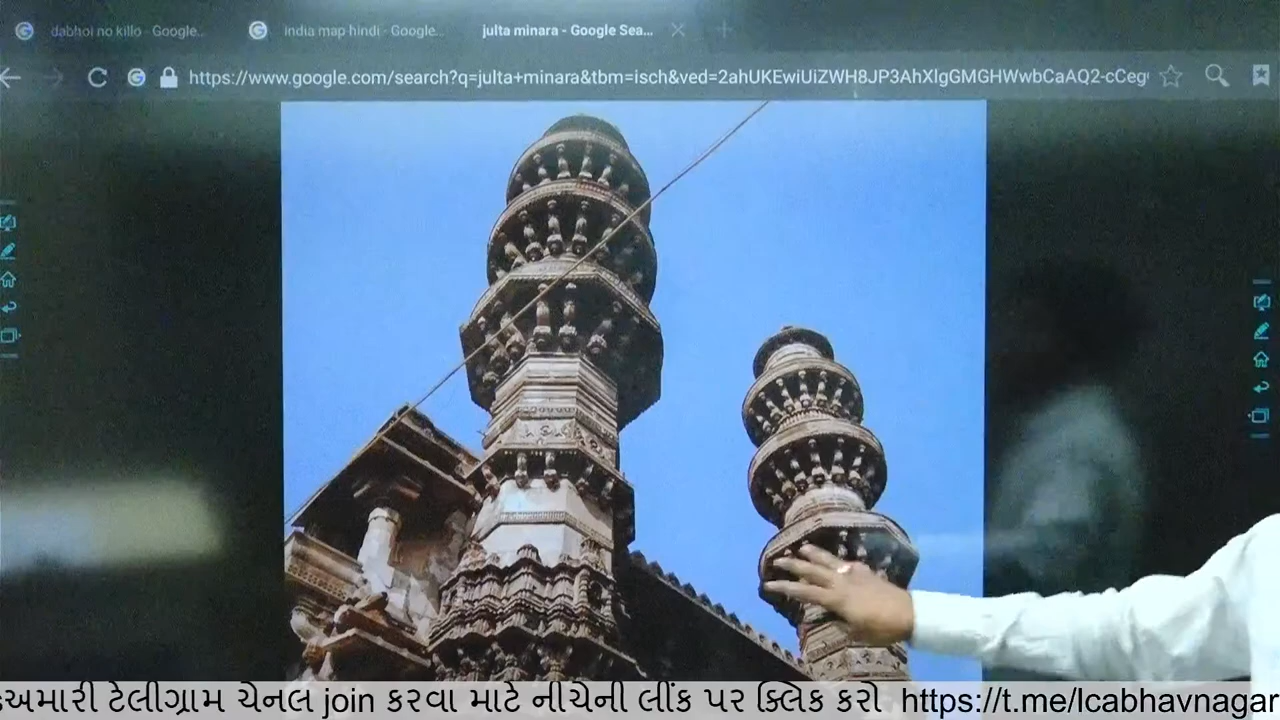 dabhoi no killo - Google...
india map hindi - Google...
julta minara - Google Sea...
https://www.google.com/search?q=julta+minara&tbm=isch&ved=2ahUKEwiUiZWH8JP3AhXlgGMGHWwbCaAQ2-cCeg
અમારી ટેલીગ્રામ ચેનલ join કરવા માટે નીચેની લીંક પર ક્લિક કરો https://t.me/lcabhavnagar